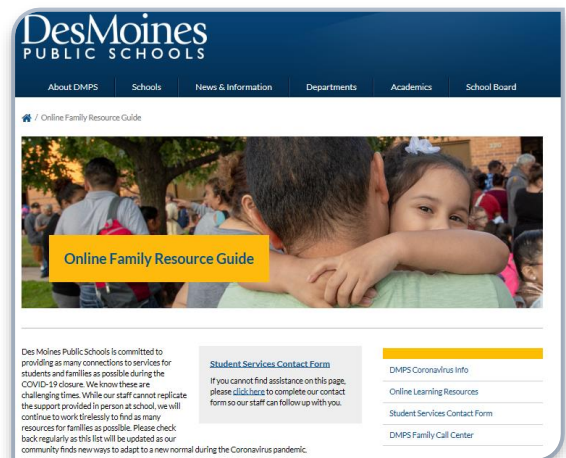 DesMoines
PUBLIC SCHOOLS
About DMPS Schools News & Information Departments Academics School Board
/ Online Family Resource Guide
Online Family Resource Guide
Des Moines Public Schools is committed to
providing as many connections to services for
students and families as possible during the
COVID-19 closure. We know these are
challenging times. While our staff cannot replicate
the support provided in person at school, we will
continue to work tirelessly to find as many
resources for families as possible. Please check
back regularly as this list will be updated as our
community finds new ways to adapt to a new normal during the Coronavirus pandemic.
Student Services Contact Form
If you cannot find assistance on this page,
please click here to complete our contact
form so our staff can follow up with you.
DMPS Coronavirus Info
Online Learning Resources
Student Services Contact Form
DMPS Family Call Center